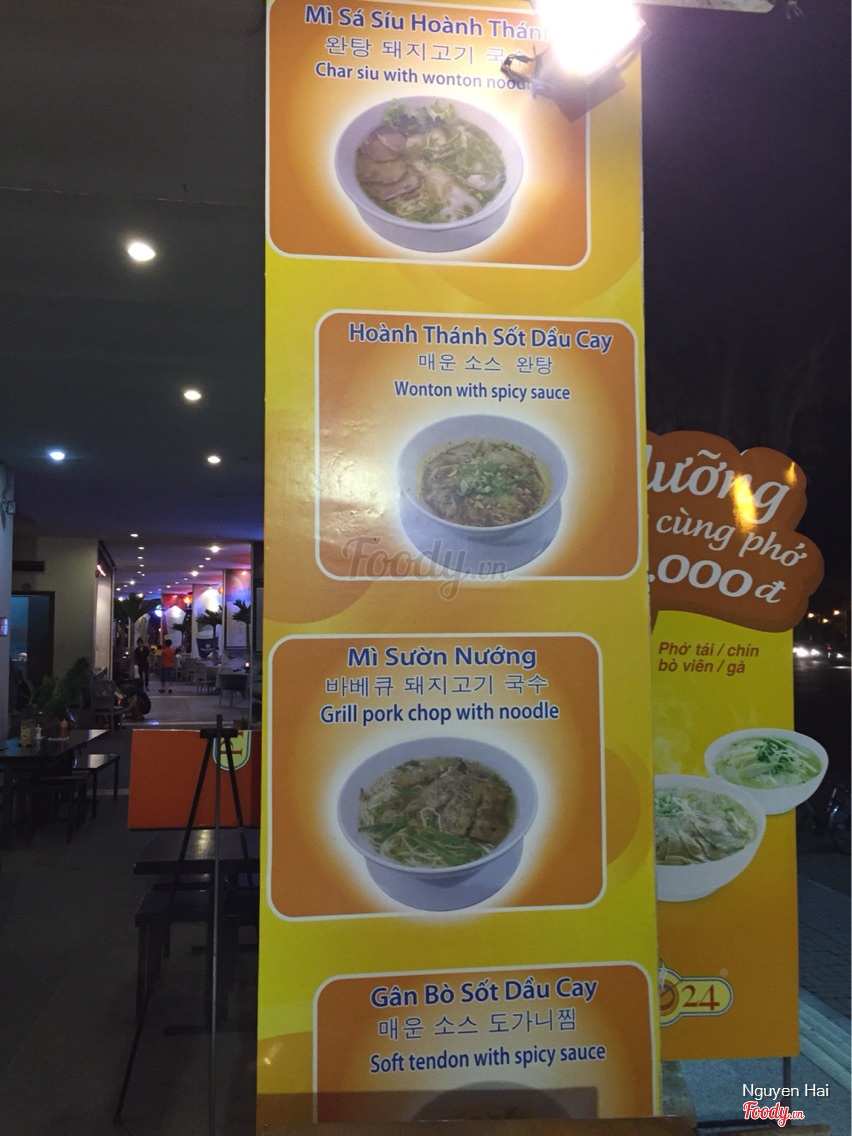 Mì Sá Síu Hoành Thán
완탕 돼지고기
Char siu with wonton
Hoành Thánh Sốt Dầu Cay
매운 소스 완탕
Wonton with spicy sauce
Foody.vn
Mì Sườn Nướng
바베큐 돼지고기 국수
Grill pork chop with noodle
Gân Bò Sốt Dầu Cay
매운 소스 도가니찜
Soft tendon with spicy sauce
cùng phở
.000đ
Phở tái / chín
bò viên / gà
24
Nguyen Hai
Foody.vn